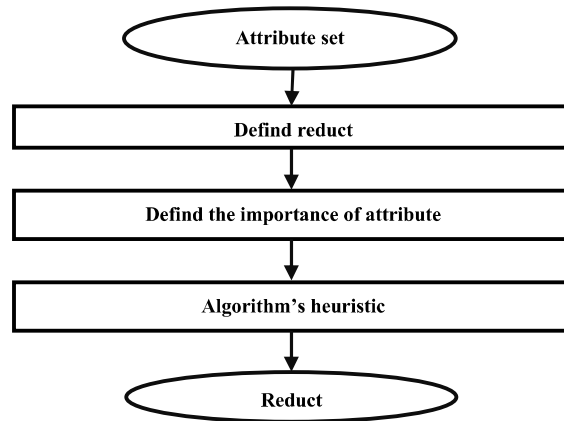 Attribute set
Defind reduct
Defind the importance of attribute
Algorithm's heuristic
Reduct